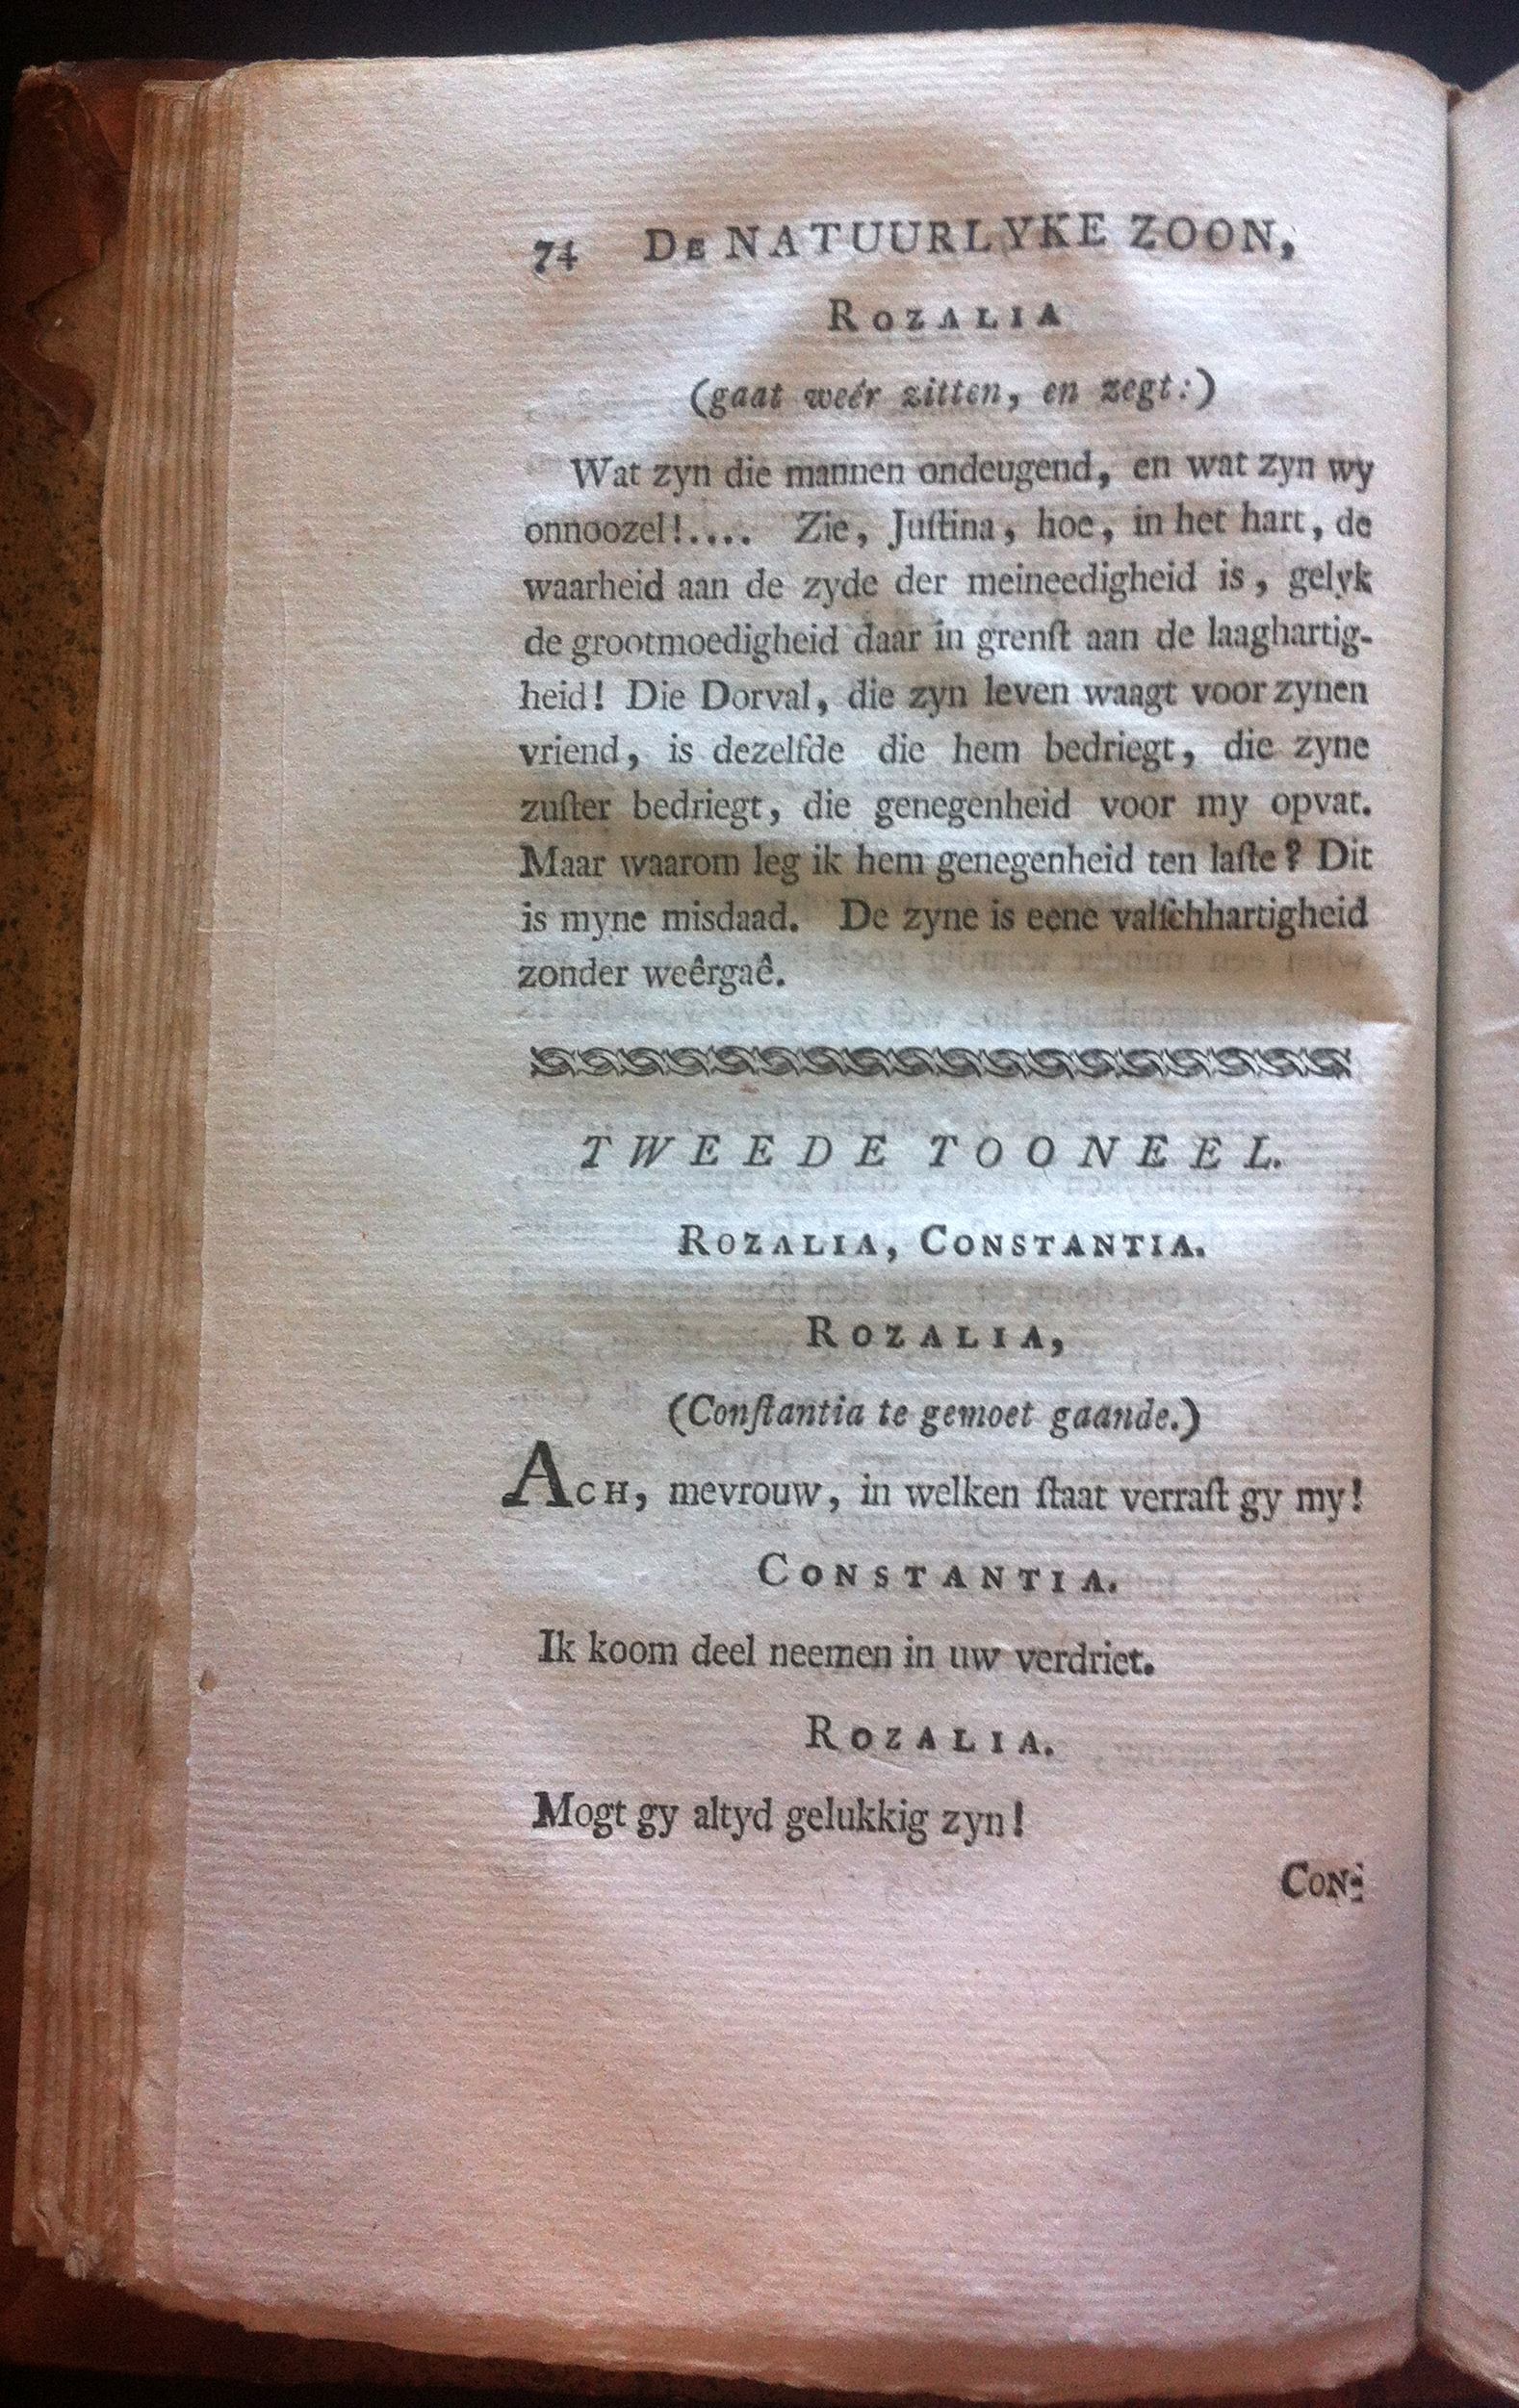 74 DE NATUURLYKE ZOON,
ROZALIA
(gaat weér zitten, en zegt:)
Wat zyn die mannen ondeugend, en wat zyn wy
onnoozel!.... Zie, Juſtina, hoe, in het hart, de
waarheid aan de zyde der meineedigheid is, gelyk
de grootmoedigheid daar in grenſt aan de laaghartig-
heid! Die Dorval, die zyn leven waagt voor zynen
vriend, is dezelfde die hem bedriegt, die zyne
zuſter bedriegt, die genegenheid voor my opvat.
Maar waarom leg ik hem genegenheid ten laſte? Dit
is myne misdaad. De zyne is eene valſchhartigheid
zonder weêrgaê.
TWEEDE TOONEEL.
ROZALIA, CONSTANTIA.
ROZALIA,
(Conſtantia te gemoet gaande.)
ACH, mevrouw, in welken ſtaat verraſt gy my!
CONSTANTIA.
Ik koom deel neemen in uw verdriet.
ROZALIA.
Mogt gy altyd gelukkig zyn!
CON-